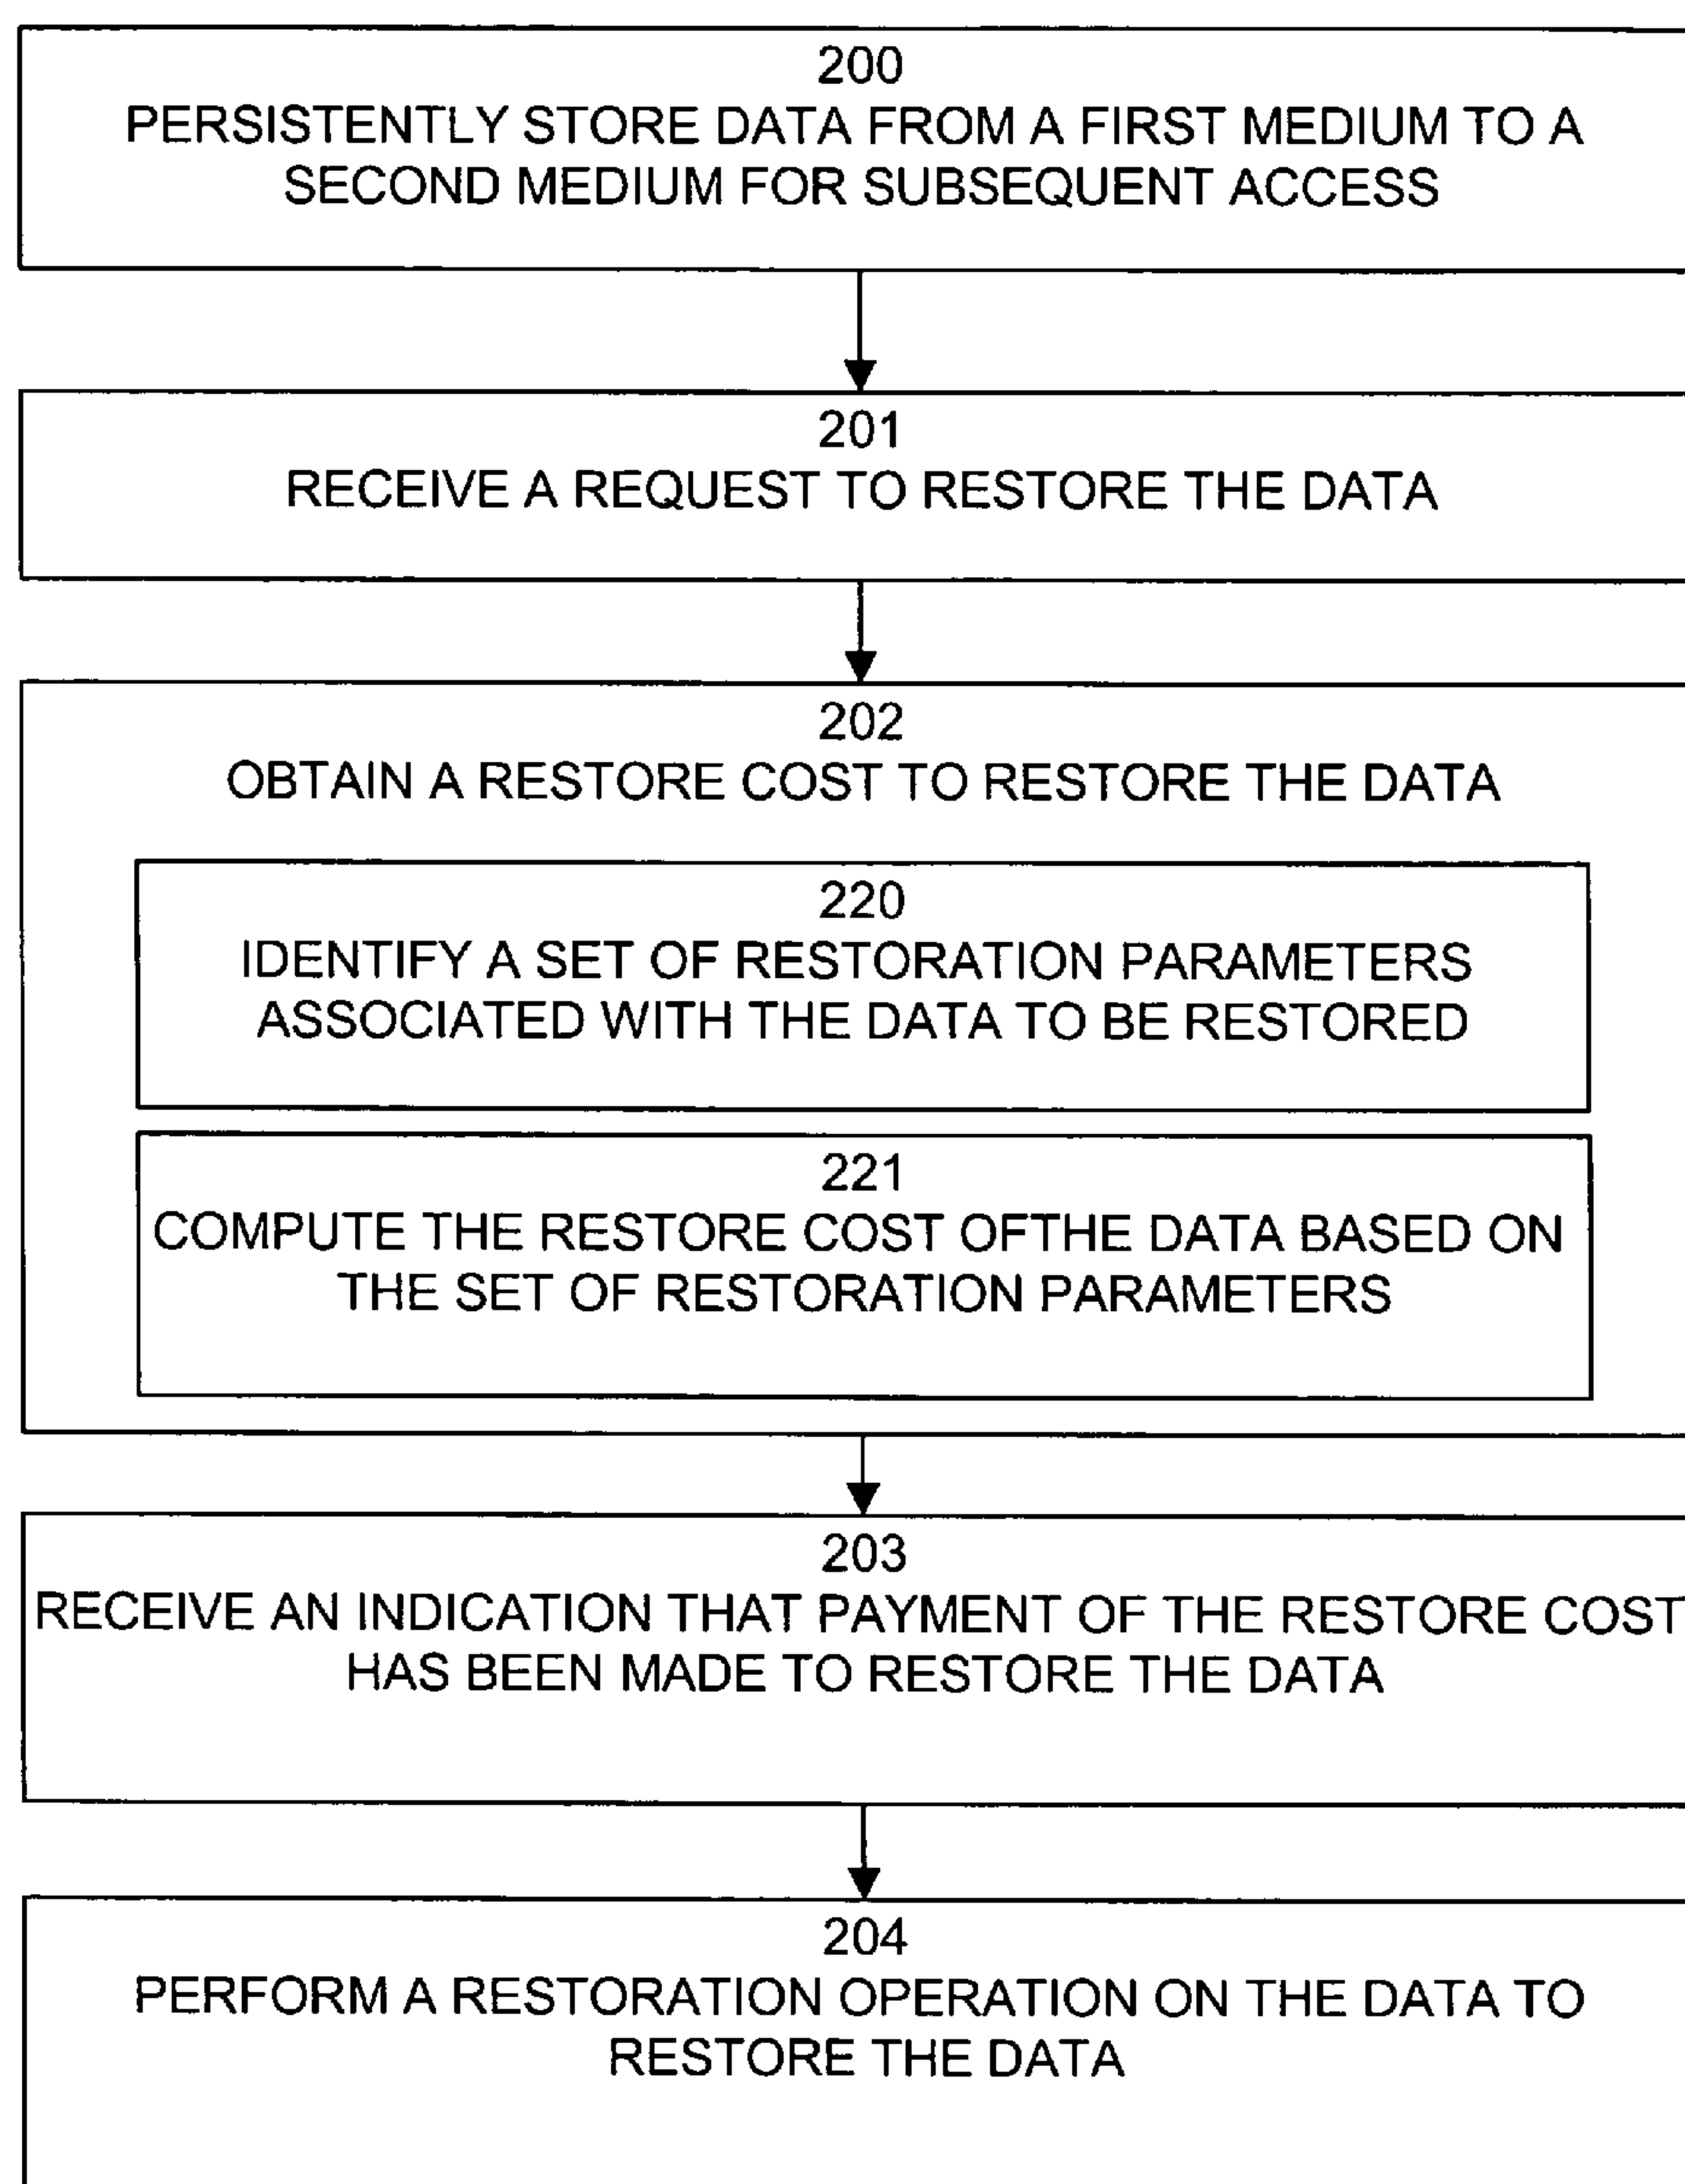 200
PERSISTENTLY STORE DATA FROM A FIRST MEDIUM TO A
SECOND MEDIUM FOR SUBSEQUENT ACCESS
201
RECEIVE A REQUEST TO RESTORE THE DATA
202
OBTAIN A RESTORE COST TO RESTORE THE DATA
220
IDENTIFY A SET OF RESTORATION PARAMETERS
ASSOCIATED WITH THE DATA TO BE RESTORED
221
COMPUTE THE RESTORE COST OFTHE DATA BASED ON
THE SET OF RESTORATION PARAMETERS
203
RECEIVE AN INDICATION THAT PAYMENT OF THE RESTORE COST
HAS BEEN MADE TO RESTORE THE DATA
204
PERFORM A RESTORATION OPERATION ON THE DATA TO
RESTORE THE DATA